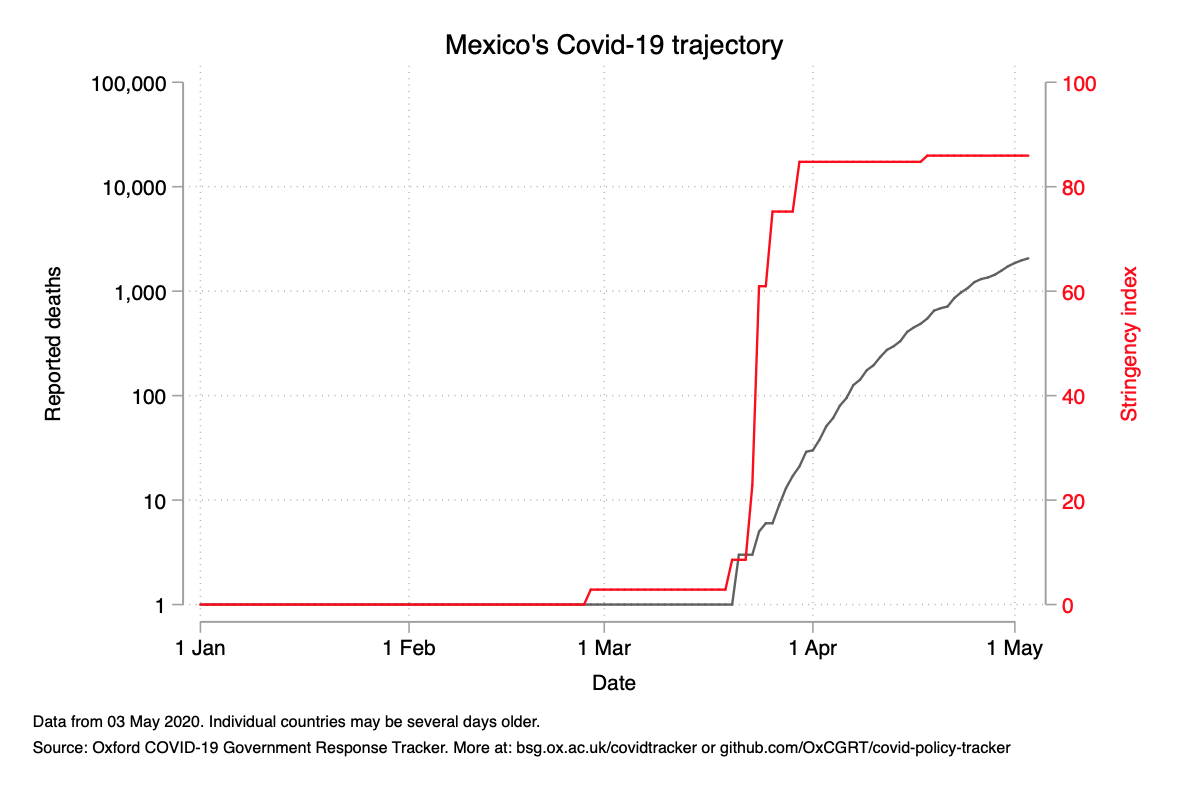 Mexico's Covid-19 trajectory
100,000
10,000
1,000
100
10
1
Reported deaths
100
80
60
40
20
0
Stringency index
1 Jan 1 Feb 1 Mar 1 Apr 1 May
Date
Data from 03 May 2020. Individual countries may be several days older.
Source: Oxford COVID-19 Government Response Tracker. More at: bsg.ox.ac.uk/covidtracker or github.com/OxCGRT/covid-policy-tracker